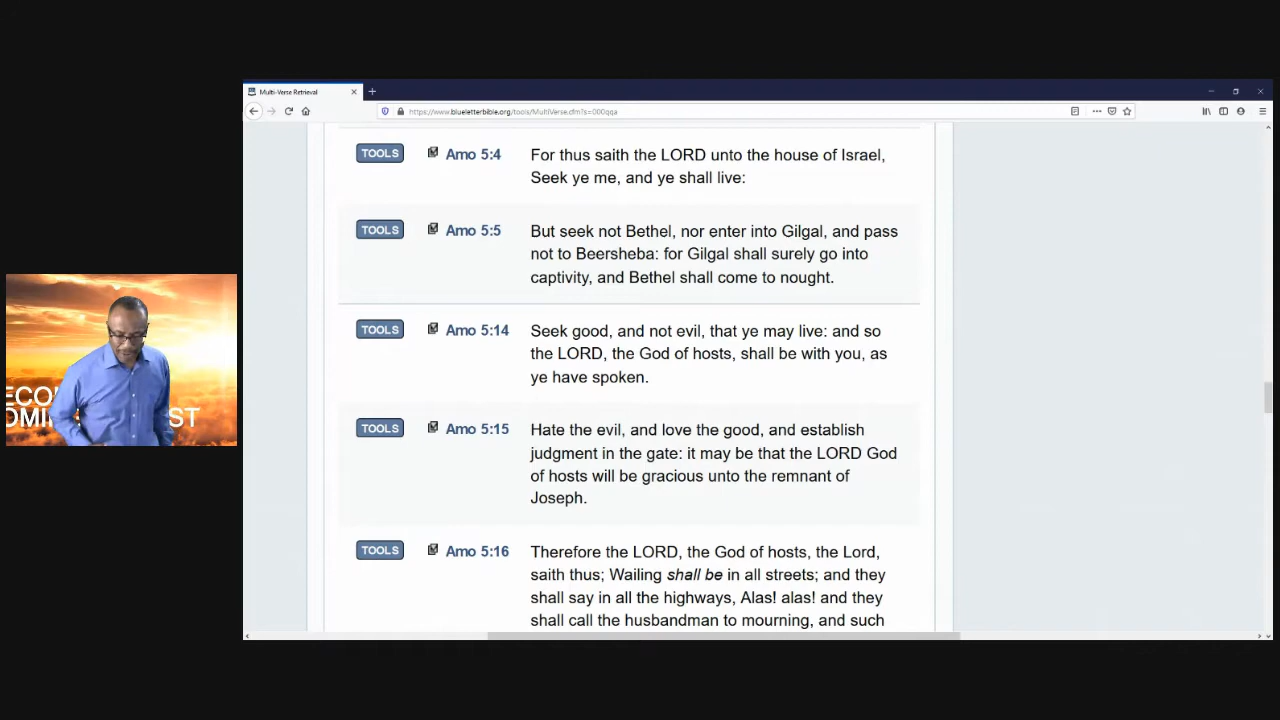 Multi-Verse Retrieval
https://www.blueletterbible.org/tools/MultiVerse.cfm?s=000qqa
TOOLS
Amo 5:4
For thus saith the LORD unto the house of Israel,
Seek ye me, and ye shall live:
TOOLS
Amo 5:5
But seek not Bethel, nor enter into Gilgal, and pass
not to Beersheba: for Gilgal shall surely go into
captivity, and Bethel shall come to nought.
TOOLS
Amo 5:14
Seek good, and not evil, that ye may live: and so
the LORD, the God of hosts, shall be with you, as
ye have spoken.
TOOLS
Amo 5:15
Hate the evil, and love the good, and establish
judgment in the gate: it may be that the LORD God
of hosts will be gracious unto the remnant of
Joseph.
TOOLS
Amo 5:16
Therefore the LORD, the God of hosts, the Lord,
saith thus; Wailing shall be in all streets; and they
shall say in all the highways, Alas! alas! and they
shall call the husbandman to mourning, and such
ECO
OMI ST